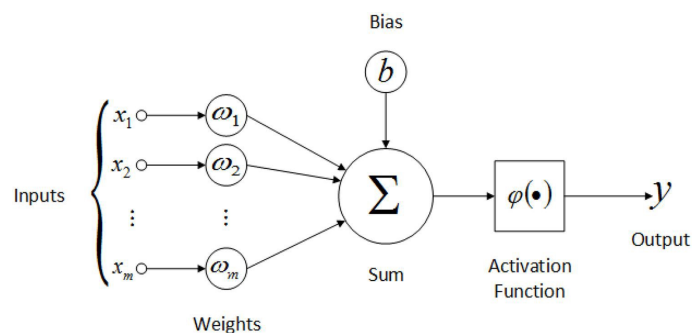 Bias
b
Inputs
x₁
ω₁
x₂
ω₂
⋮
⋮
xₘ
ωₘ
Weights
Σ
Sum
φ(•)
Activation
Function
y
Output